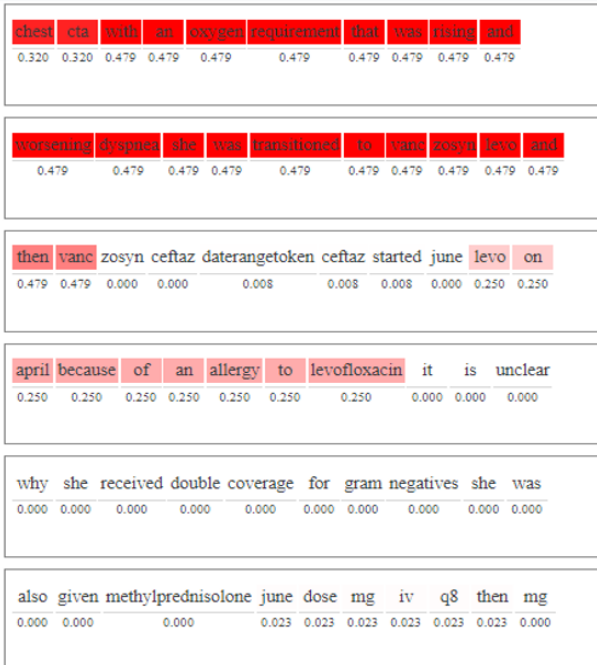 chest cta with an oxygen requirement that was rising and
0.320 0.320 0.479 0.479 0.479 0.479 0.479 0.479 0.479 0.479
worsening dyspnea she was transitioned to vanc zosyn levo and
0.479 0.479 0.479 0.479 0.479 0.479 0.479 0.479 0.479 0.479
then vanc zosyn ceftaz daterangetoken ceftaz started june levo on
0.479 0.479 0.000 0.000 0.008 0.008 0.008 0.000 0.250 0.250
april because of an allergy to levofloxacin it is unclear
0.250 0.250 0.250 0.250 0.250 0.250 0.250 0.000 0.000 0.000
why she received double coverage for gram negatives she was
0.000 0.000 0.000 0.000 0.000 0.000 0.000 0.000 0.000 0.000
also given methylprednisolone june dose mg iv q8 then mg
0.000 0.000 0.000 0.023 0.023 0.023 0.023 0.023 0.023 0.000